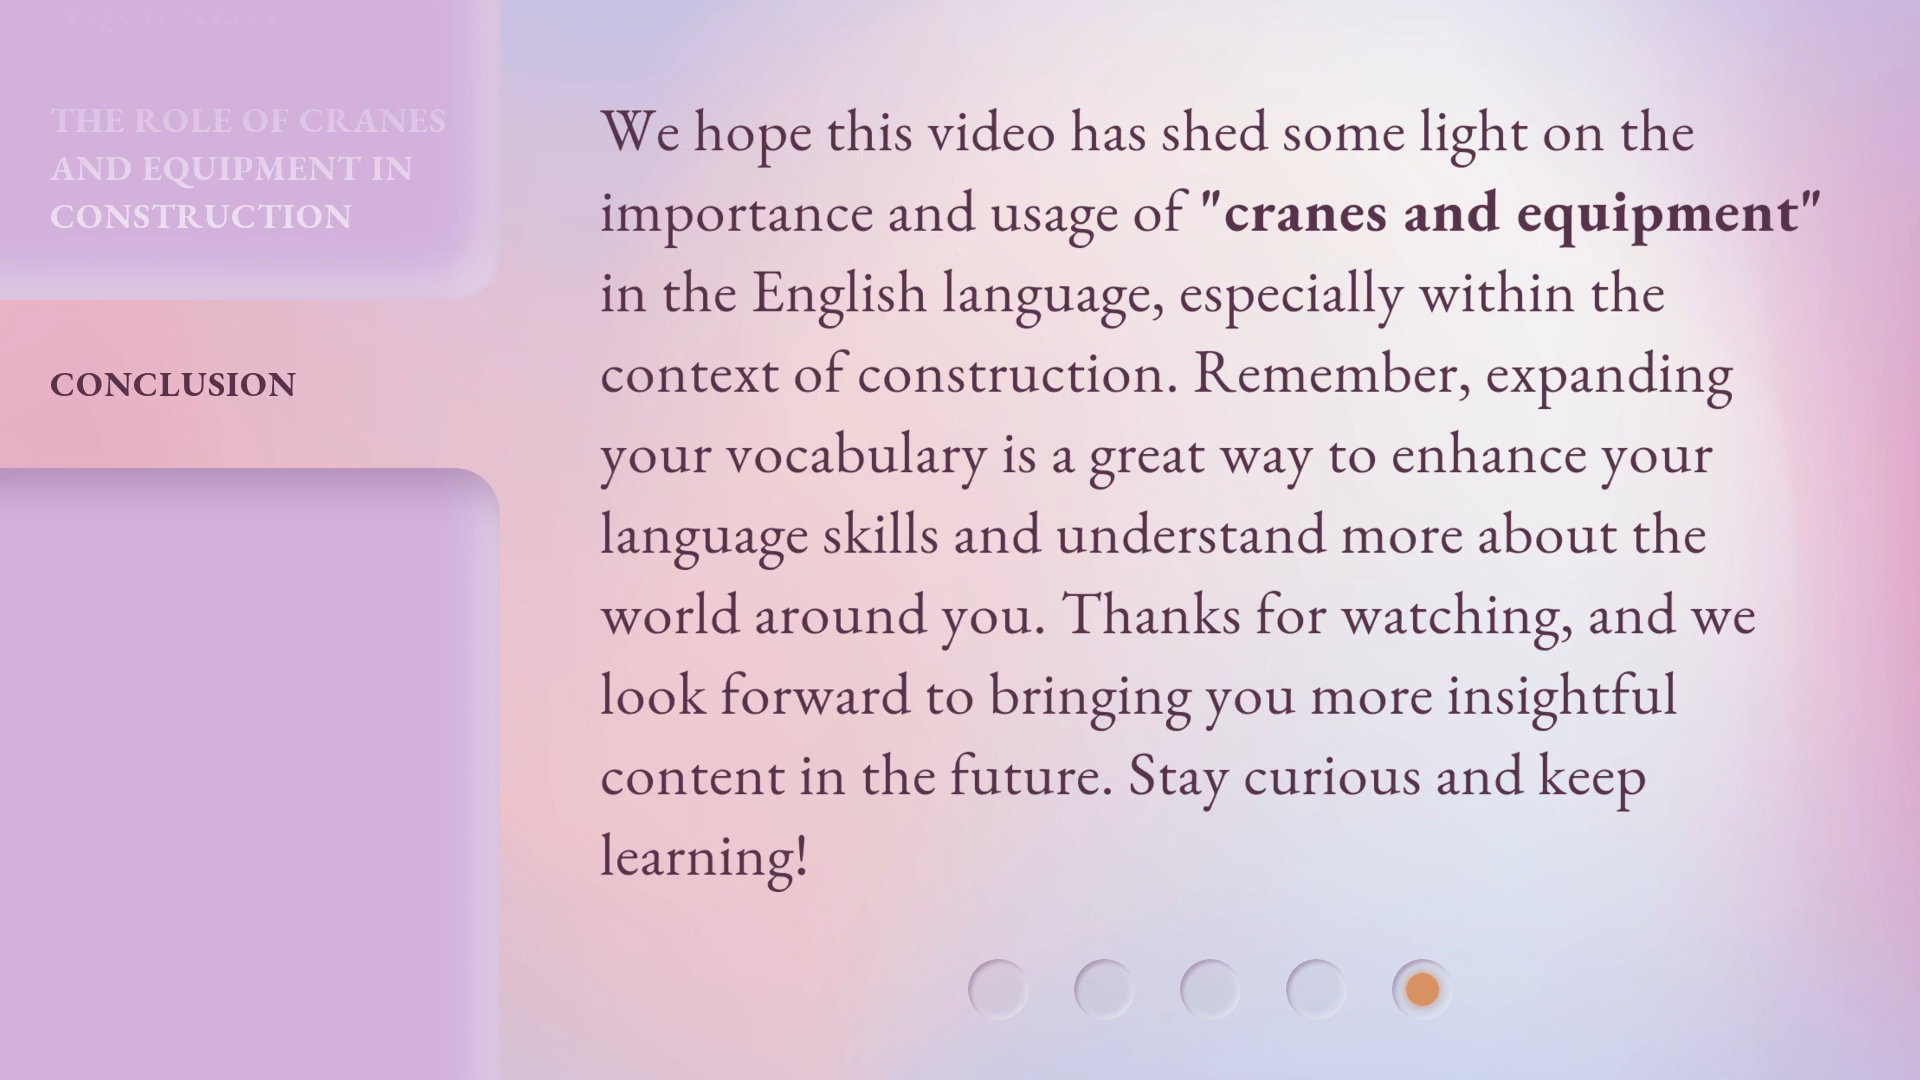 THE ROLE OF CRANES
AND EQUIPMENT IN
CONSTRUCTION
CONCLUSION
We hope this video has shed some light on the
importance and usage of "cranes and equipment"
in the English language, especially within the
context of construction. Remember, expanding
your vocabulary is a great way to enhance your
language skills and understand more about the
world around you. Thanks for watching, and we
look forward to bringing you more insightful
content in the future. Stay curious and keep
learning!